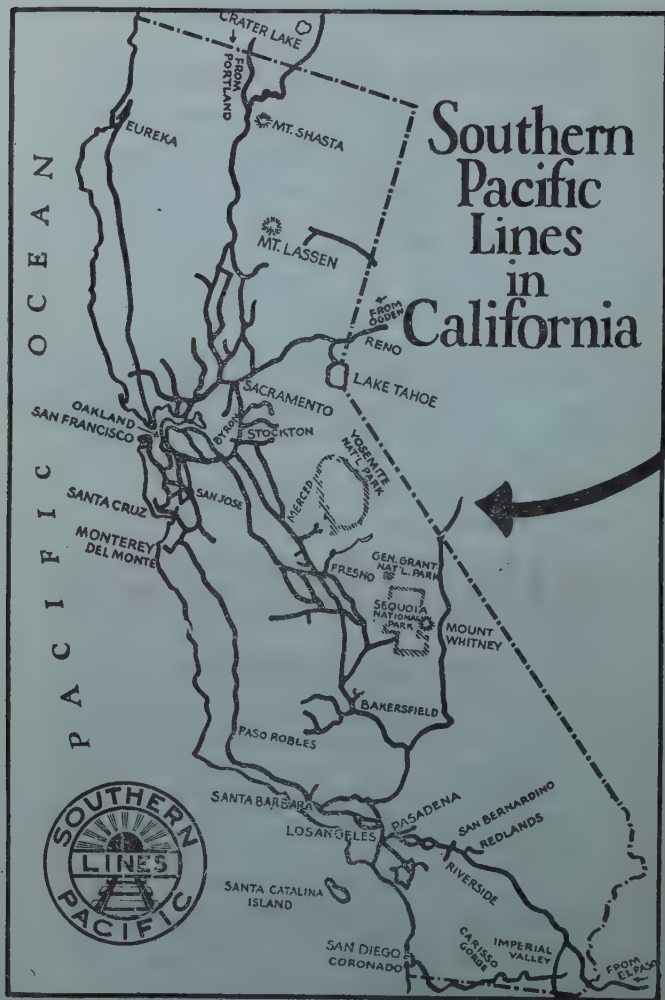 CRATER LAKE
FROM
PORTLAND
EUREKA
MT. SHASTA
Southern
Pacific
Lines
in
California
MT. LASSEN
PACIFIC OCEAN
FROM
OGDEN
RENO
LAKE TAHOE
SACRAMENTO
OAKLAND
SAN FRANCISCO
BYRON
STOCKTON
YOSEMITE
NAT'L PARK
MERCED
SANTA CRUZ
SAN JOSE
MONTEREY
DEL MONTE
FRESNO
GEN. GRANT
NAT'L. PARK
SEQUOIA
NATIONAL
PARK
MOUNT
WHITNEY
BAKERSFIELD
PASO ROBLES
SANTA BARBARA
LOS ANGELES
PASADENA
SAN BERNARDINO
REDLANDS
RIVERSIDE
SOUTHERN
LINES
PACIFIC
SANTA CATALINA
ISLAND
SAN DIEGO
CORONADO
CARISSO
GORGE
IMPERIAL
VALLEY
FROM
EL PASO